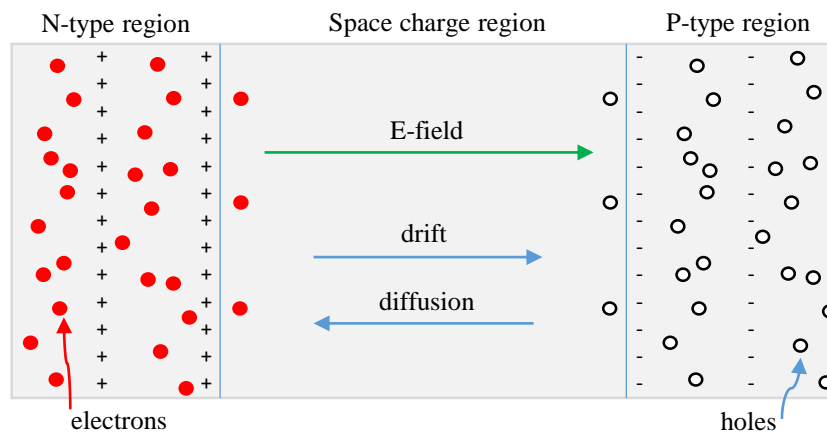 N-type region
Space charge region
P-type region
E-field
drift
diffusion
electrons
holes